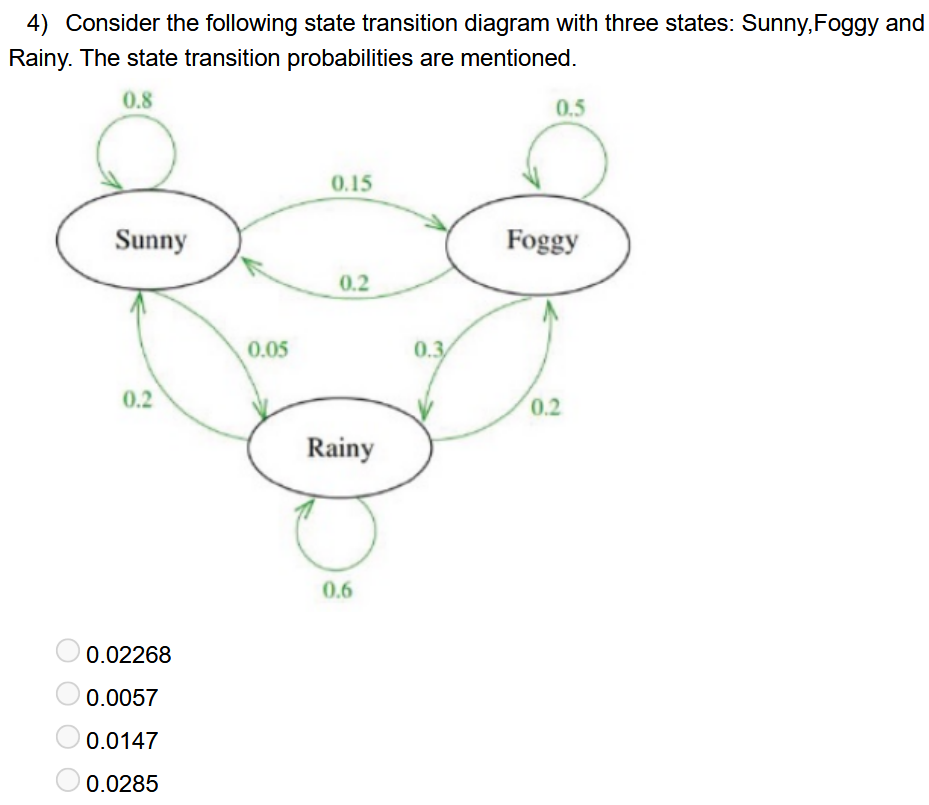 4) Consider the following state transition diagram with three states: Sunny,Foggy and
Rainy. The state transition probabilities are mentioned.
0.8
0.5
0.15
Sunny
Foggy
0.2
0.05
0.3
0.2
0.2
Rainy
0.6
0.02268
0.0057
0.0147
0.0285